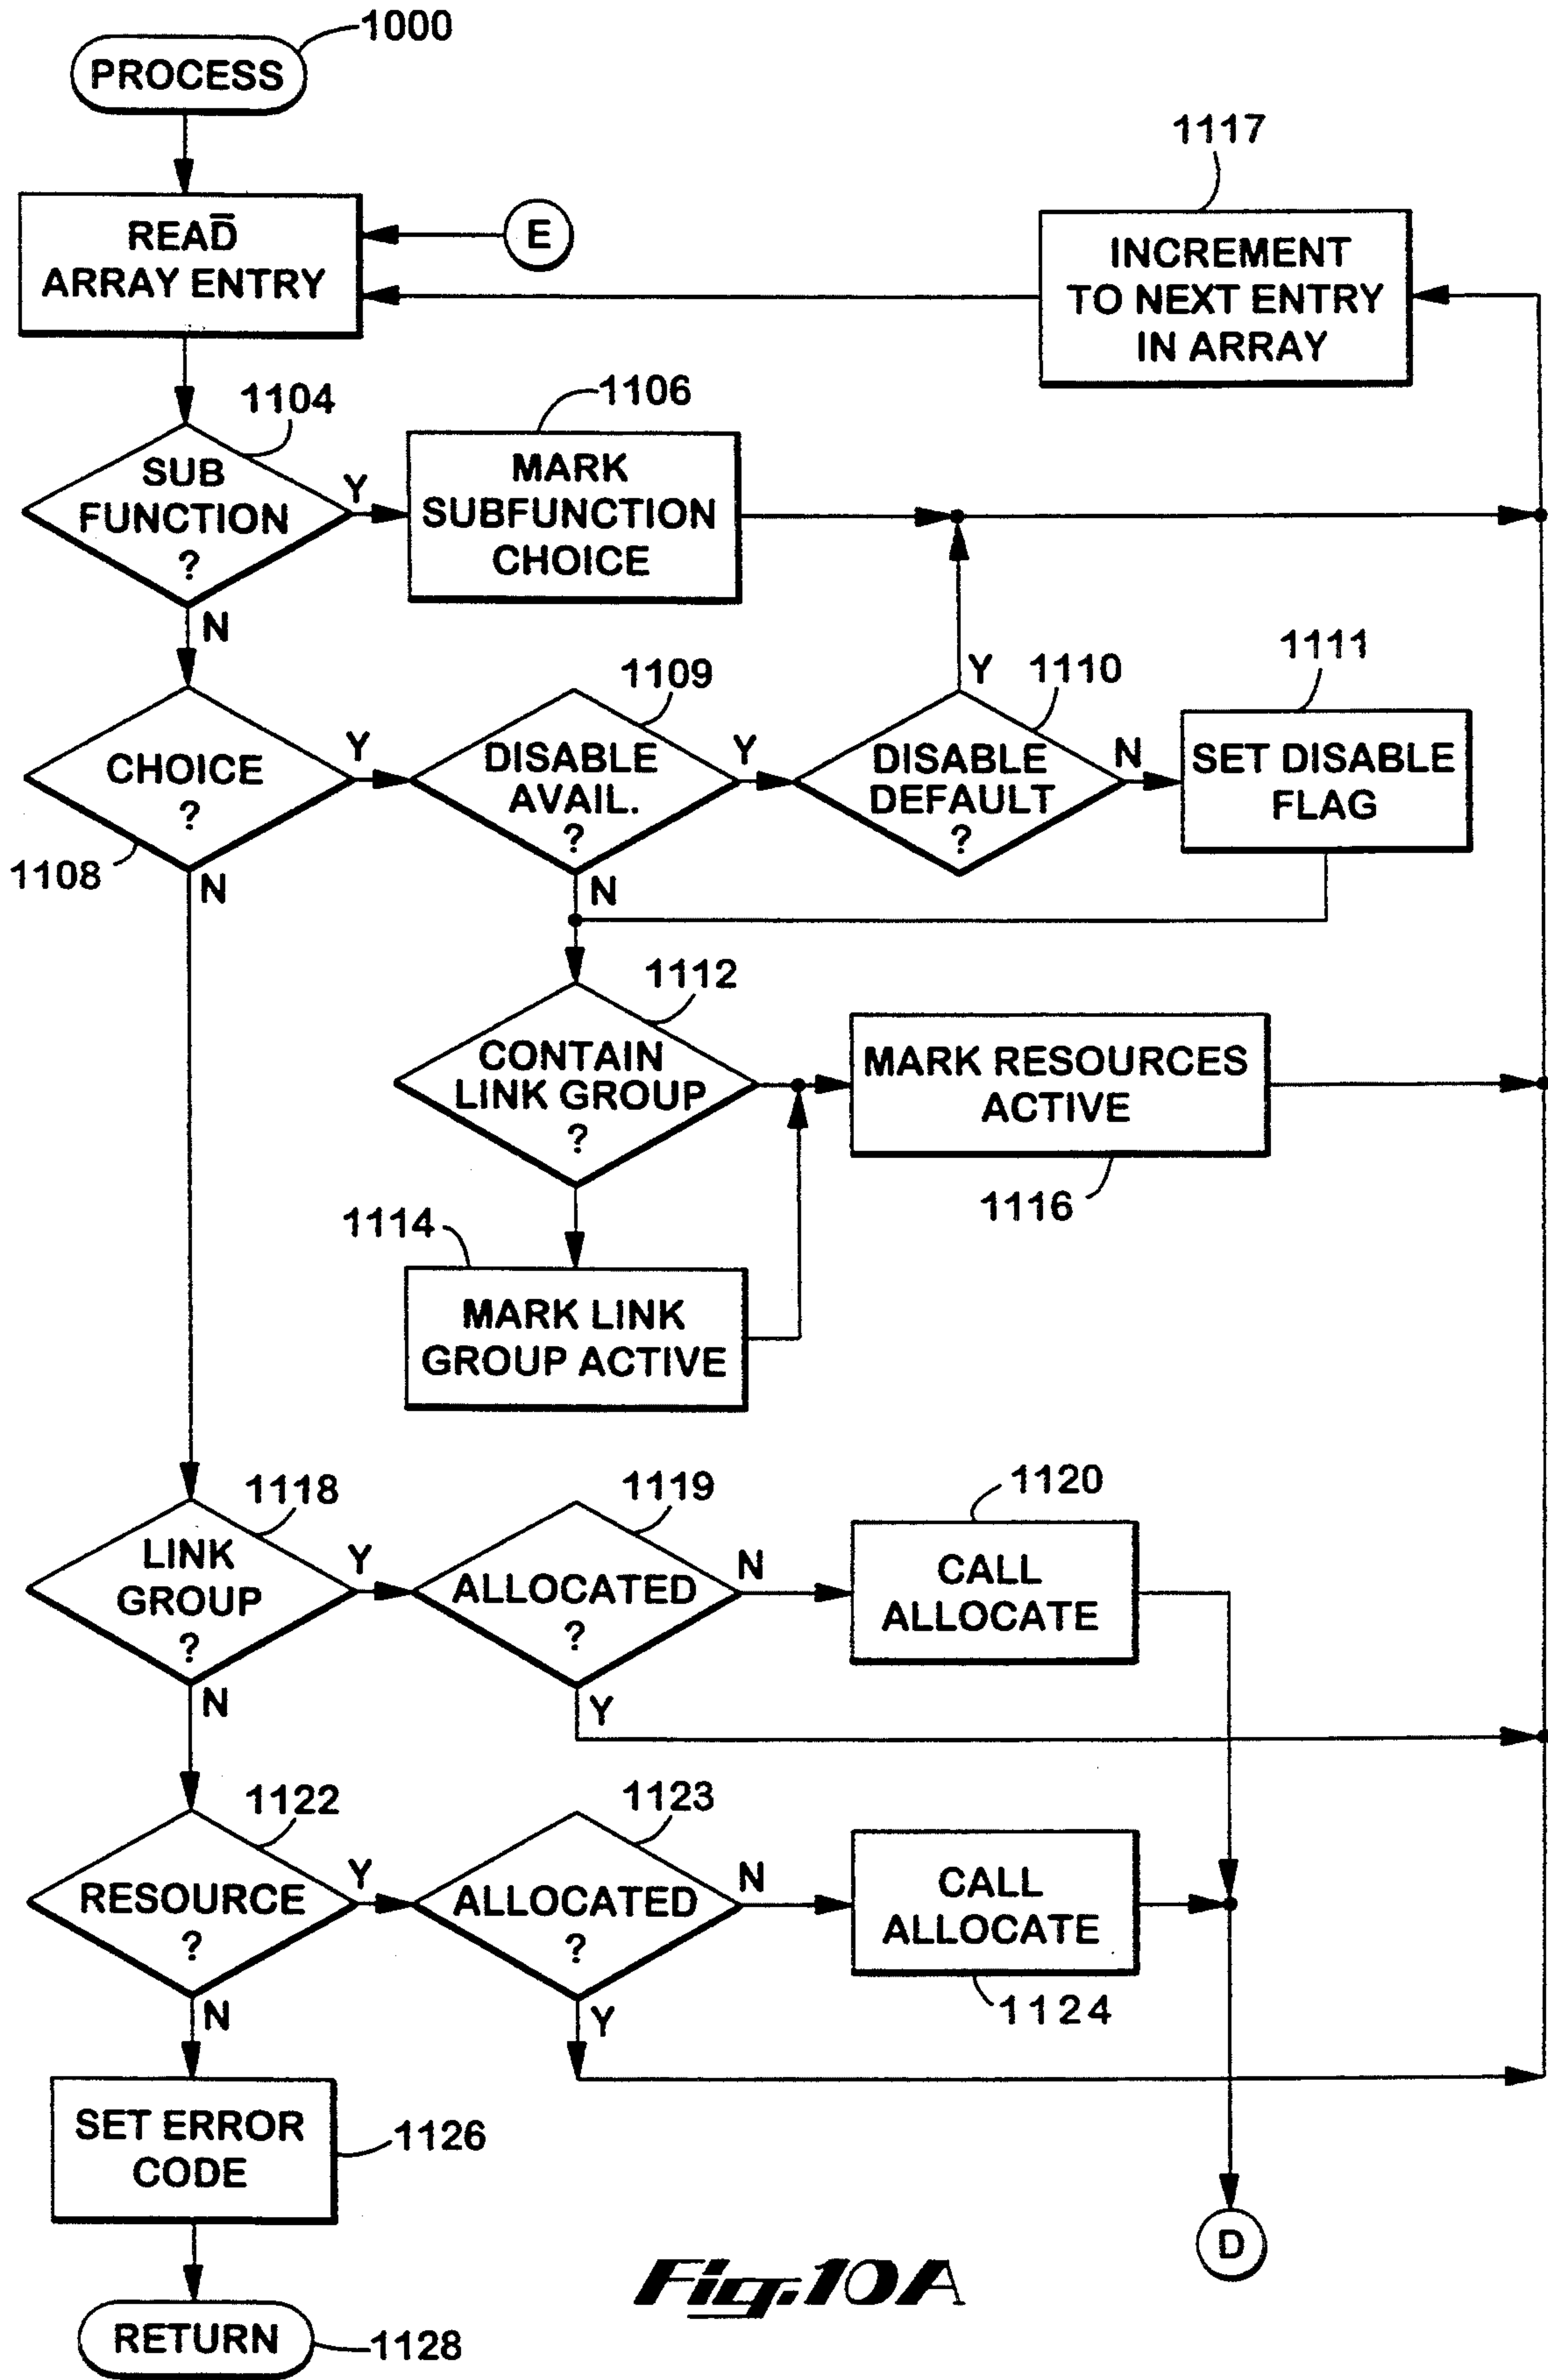 1000
PROCESS
1117
READ
ARRAY ENTRY
E
INCREMENT
TO NEXT ENTRY
IN ARRAY
1104
1106
SUB
FUNCTION
?
Y
N
MARK
SUBFUNCTION
CHOICE
1109
1110
1111
Y
CHOICE
?
Y
N
1108
DISABLE
AVAIL.
?
Y
N
DISABLE
DEFAULT
?
N
SET DISABLE
FLAG
1112
CONTAIN
LINK GROUP
?
MARK RESOURCES
ACTIVE
1116
1114
MARK LINK
GROUP ACTIVE
1118
1119
1120
LINK
GROUP
?
Y
N
ALLOCATED
?
N
Y
CALL
ALLOCATE
1122
1123
RESOURCE
?
Y
N
ALLOCATED
?
N
Y
CALL
ALLOCATE
1124
SET ERROR
CODE
1126
D
RETURN
1128
Fig. 10A